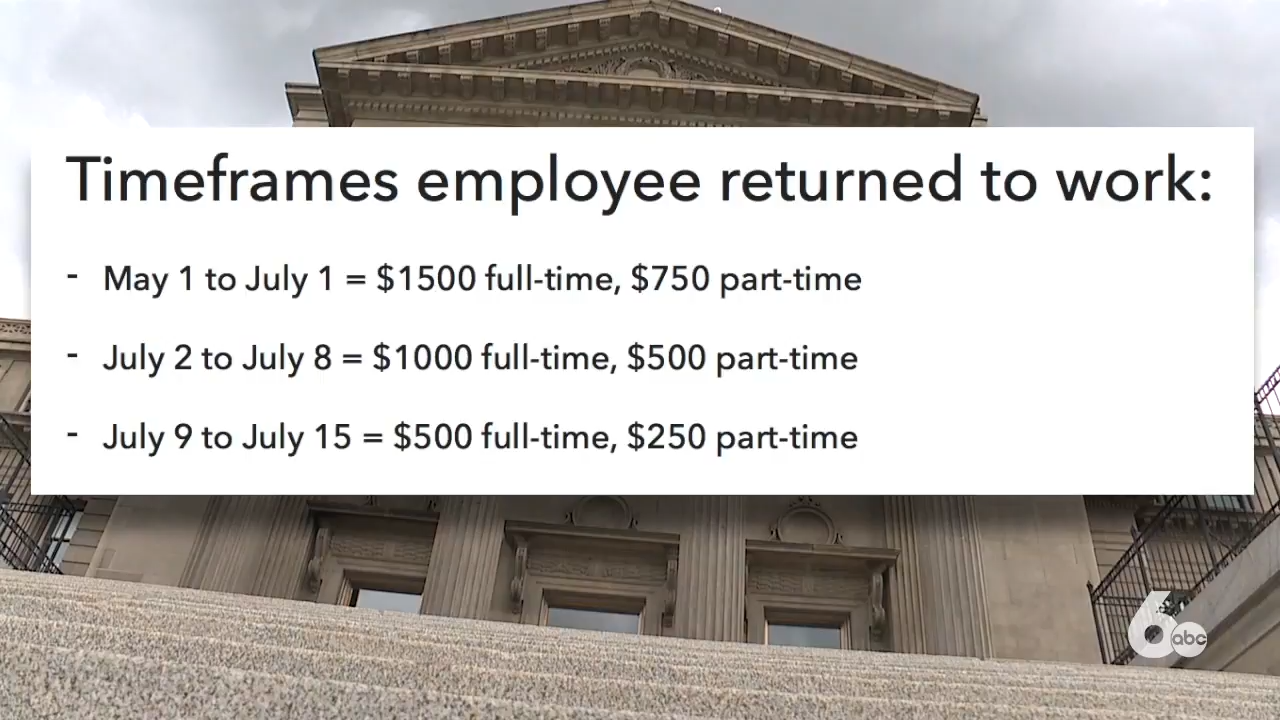 Timeframes employee returned to work:
- May 1 to July 1 = $1500 full-time, $750 part-time
- July 2 to July 8 = $1000 full-time, $500 part-time
- July 9 to July 15 = $500 full-time, $250 part-time
6 abc